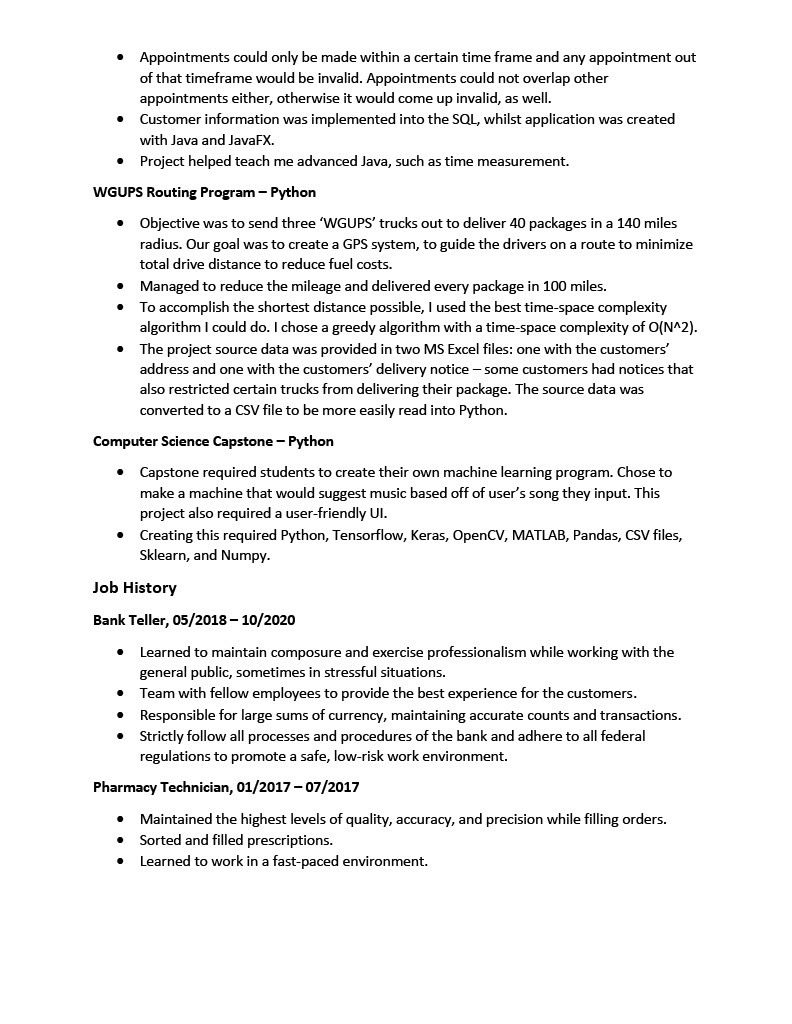 • Appointments could only be made within a certain time frame and any appointment out
of that timeframe would be invalid. Appointments could not overlap other
appointments either, otherwise it would come up invalid, as well.
• Customer information was implemented into the SQL, whilst application was created
with Java and JavaFX.
• Project helped teach me advanced Java, such as time measurement.
WGUPS Routing Program – Python
• Objective was to send three ‘WGUPS’ trucks out to deliver 40 packages in a 140 miles
radius. Our goal was to create a GPS system, to guide the drivers on a route to minimize
total drive distance to reduce fuel costs.
• Managed to reduce the mileage and delivered every package in 100 miles.
• To accomplish the shortest distance possible, I used the best time-space complexity
algorithm I could do. I chose a greedy algorithm with a time-space complexity of O(N^2).
• The project source data was provided in two MS Excel files: one with the customers’
address and one with the customers’ delivery notice – some customers had notices that
also restricted certain trucks from delivering their package. The source data was
converted to a CSV file to be more easily read into Python.
Computer Science Capstone – Python
• Capstone required students to create their own machine learning program. Chose to
make a machine that would suggest music based off of user’s song they input. This
project also required a user-friendly UI.
• Creating this required Python, Tensorflow, Keras, OpenCV, MATLAB, Pandas, CSV files,
Sklearn, and Numpy.
Job History
Bank Teller, 05/2018 – 10/2020
• Learned to maintain composure and exercise professionalism while working with the
general public, sometimes in stressful situations.
• Team with fellow employees to provide the best experience for the customers.
• Responsible for large sums of currency, maintaining accurate counts and transactions.
• Strictly follow all processes and procedures of the bank and adhere to all federal
regulations to promote a safe, low-risk work environment.
Pharmacy Technician, 01/2017 – 07/2017
• Maintained the highest levels of quality, accuracy, and precision while filling orders.
• Sorted and filled prescriptions.
• Learned to work in a fast-paced environment.